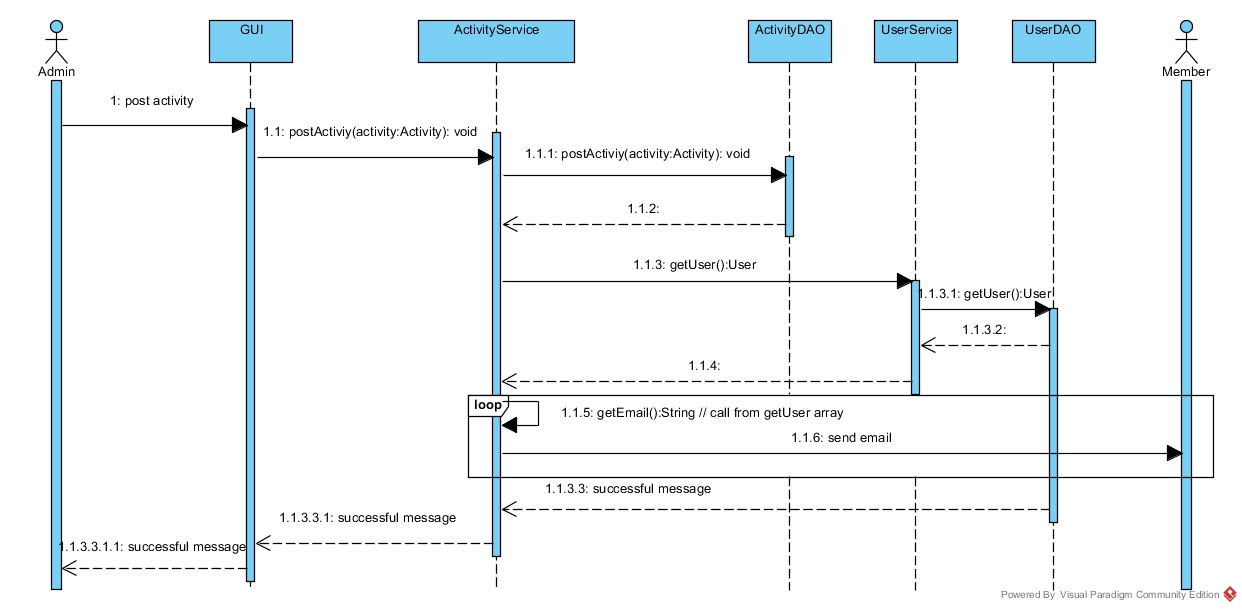 GUI
ActivityService
ActivityDAO
UserService
UserDAO
Admin
Member
1: post activity
1.1: postActiviy(activity:Activity): void
1.1.1: postActiviy(activity:Activity): void
1.1.2:
1.1.3: getUser():User
1.1.3.1: getUser():User
1.1.3.2:
1.1.4:
loop
1.1.5: getEmail():String // call from getUser array
1.1.6: send email
1.1.3.3: successful message
1.1.3.3.1: successful message
1.1.3.3.1.1: successful message
Powered By Visual Paradigm Community Edition